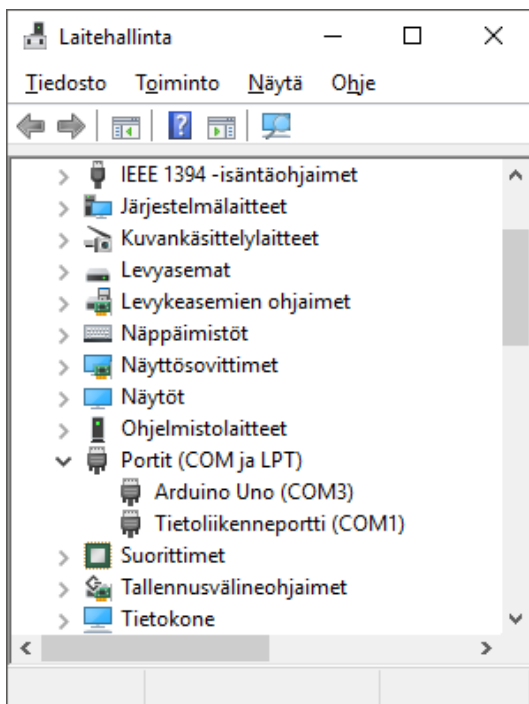 Laitehallinta
Tiedosto Toiminto Näytä Ohje
IEEE 1394 -isäntäohjaimet
Järjestelmälaitteet
Kuvankäsittelylaitteet
Levyasemat
Levykeasemien ohjaimet
Näppäimistöt
Näyttösovittimet
Näytöt
Ohjelmistolaitteet
Portit (COM ja LPT)
Arduino Uno (COM3)
Tietoliikenneportti (COM1)
Suorittimet
Tallennusvälineohjaimet
Tietokone